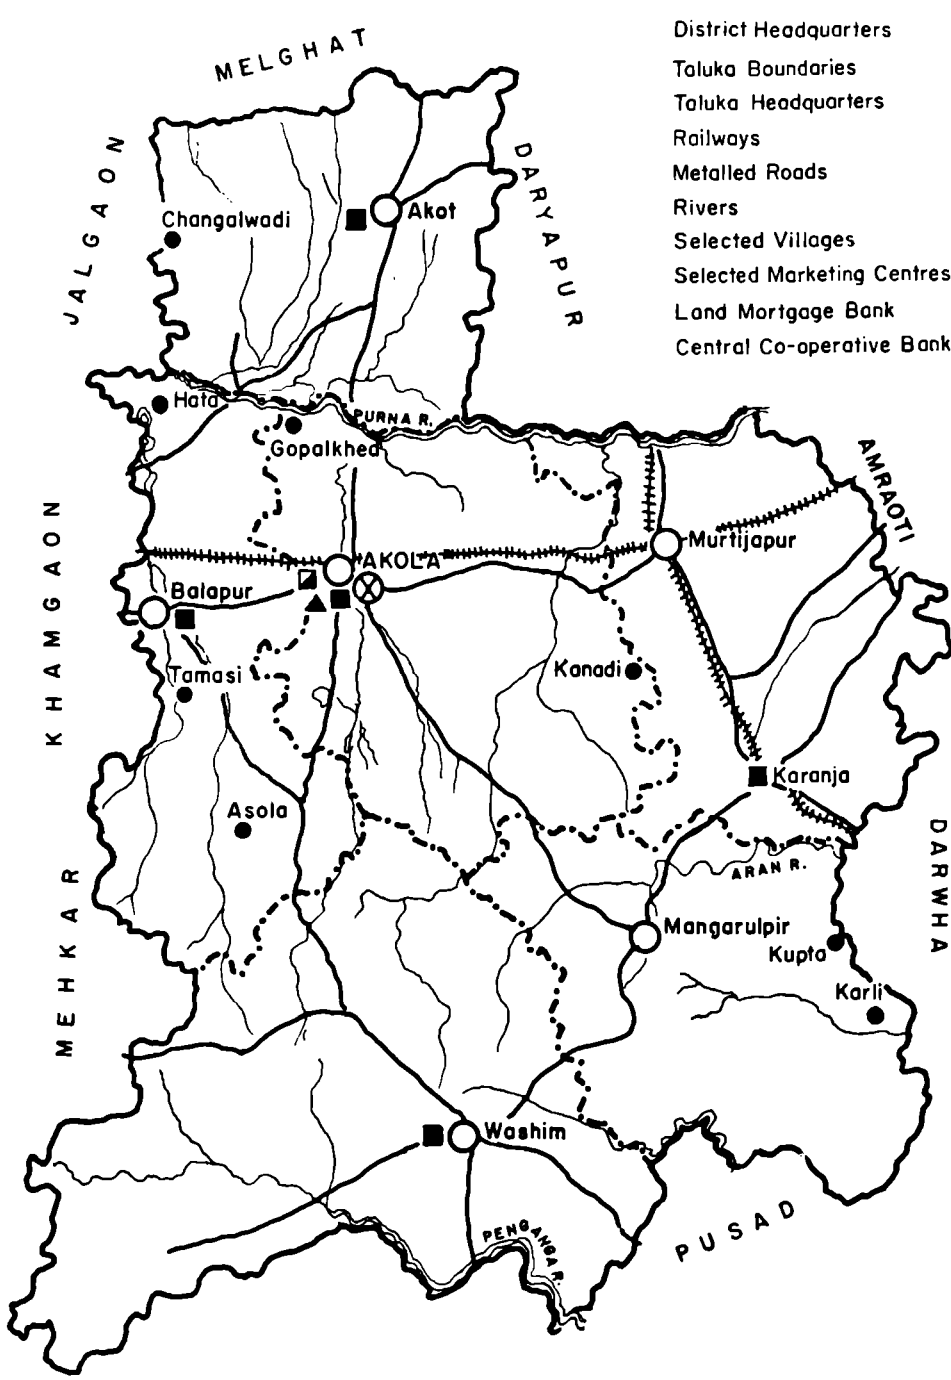 District Headquarters
Taluka Boundaries
Taluka Headquarters
Railways
Metalled Roads
Rivers
Selected Villages
Selected Marketing Centres
Land Mortgage Bank
Central Co-operative Bank
MELGHAT
JALGAON
DARYAPUR
Changalwadi
Akot
Hata
PURNA R.
Gopalkhed
AMRAOTI
KHAMGAON
AKOLA
Murtijapur
Balapur
Tamasi
Kanadi
Karanja
Asola
DARWHA
ARAN R.
MEHKAR
Mangarulpir
Kupta
Karli
Washim
PUSAD
PENGANGAR.